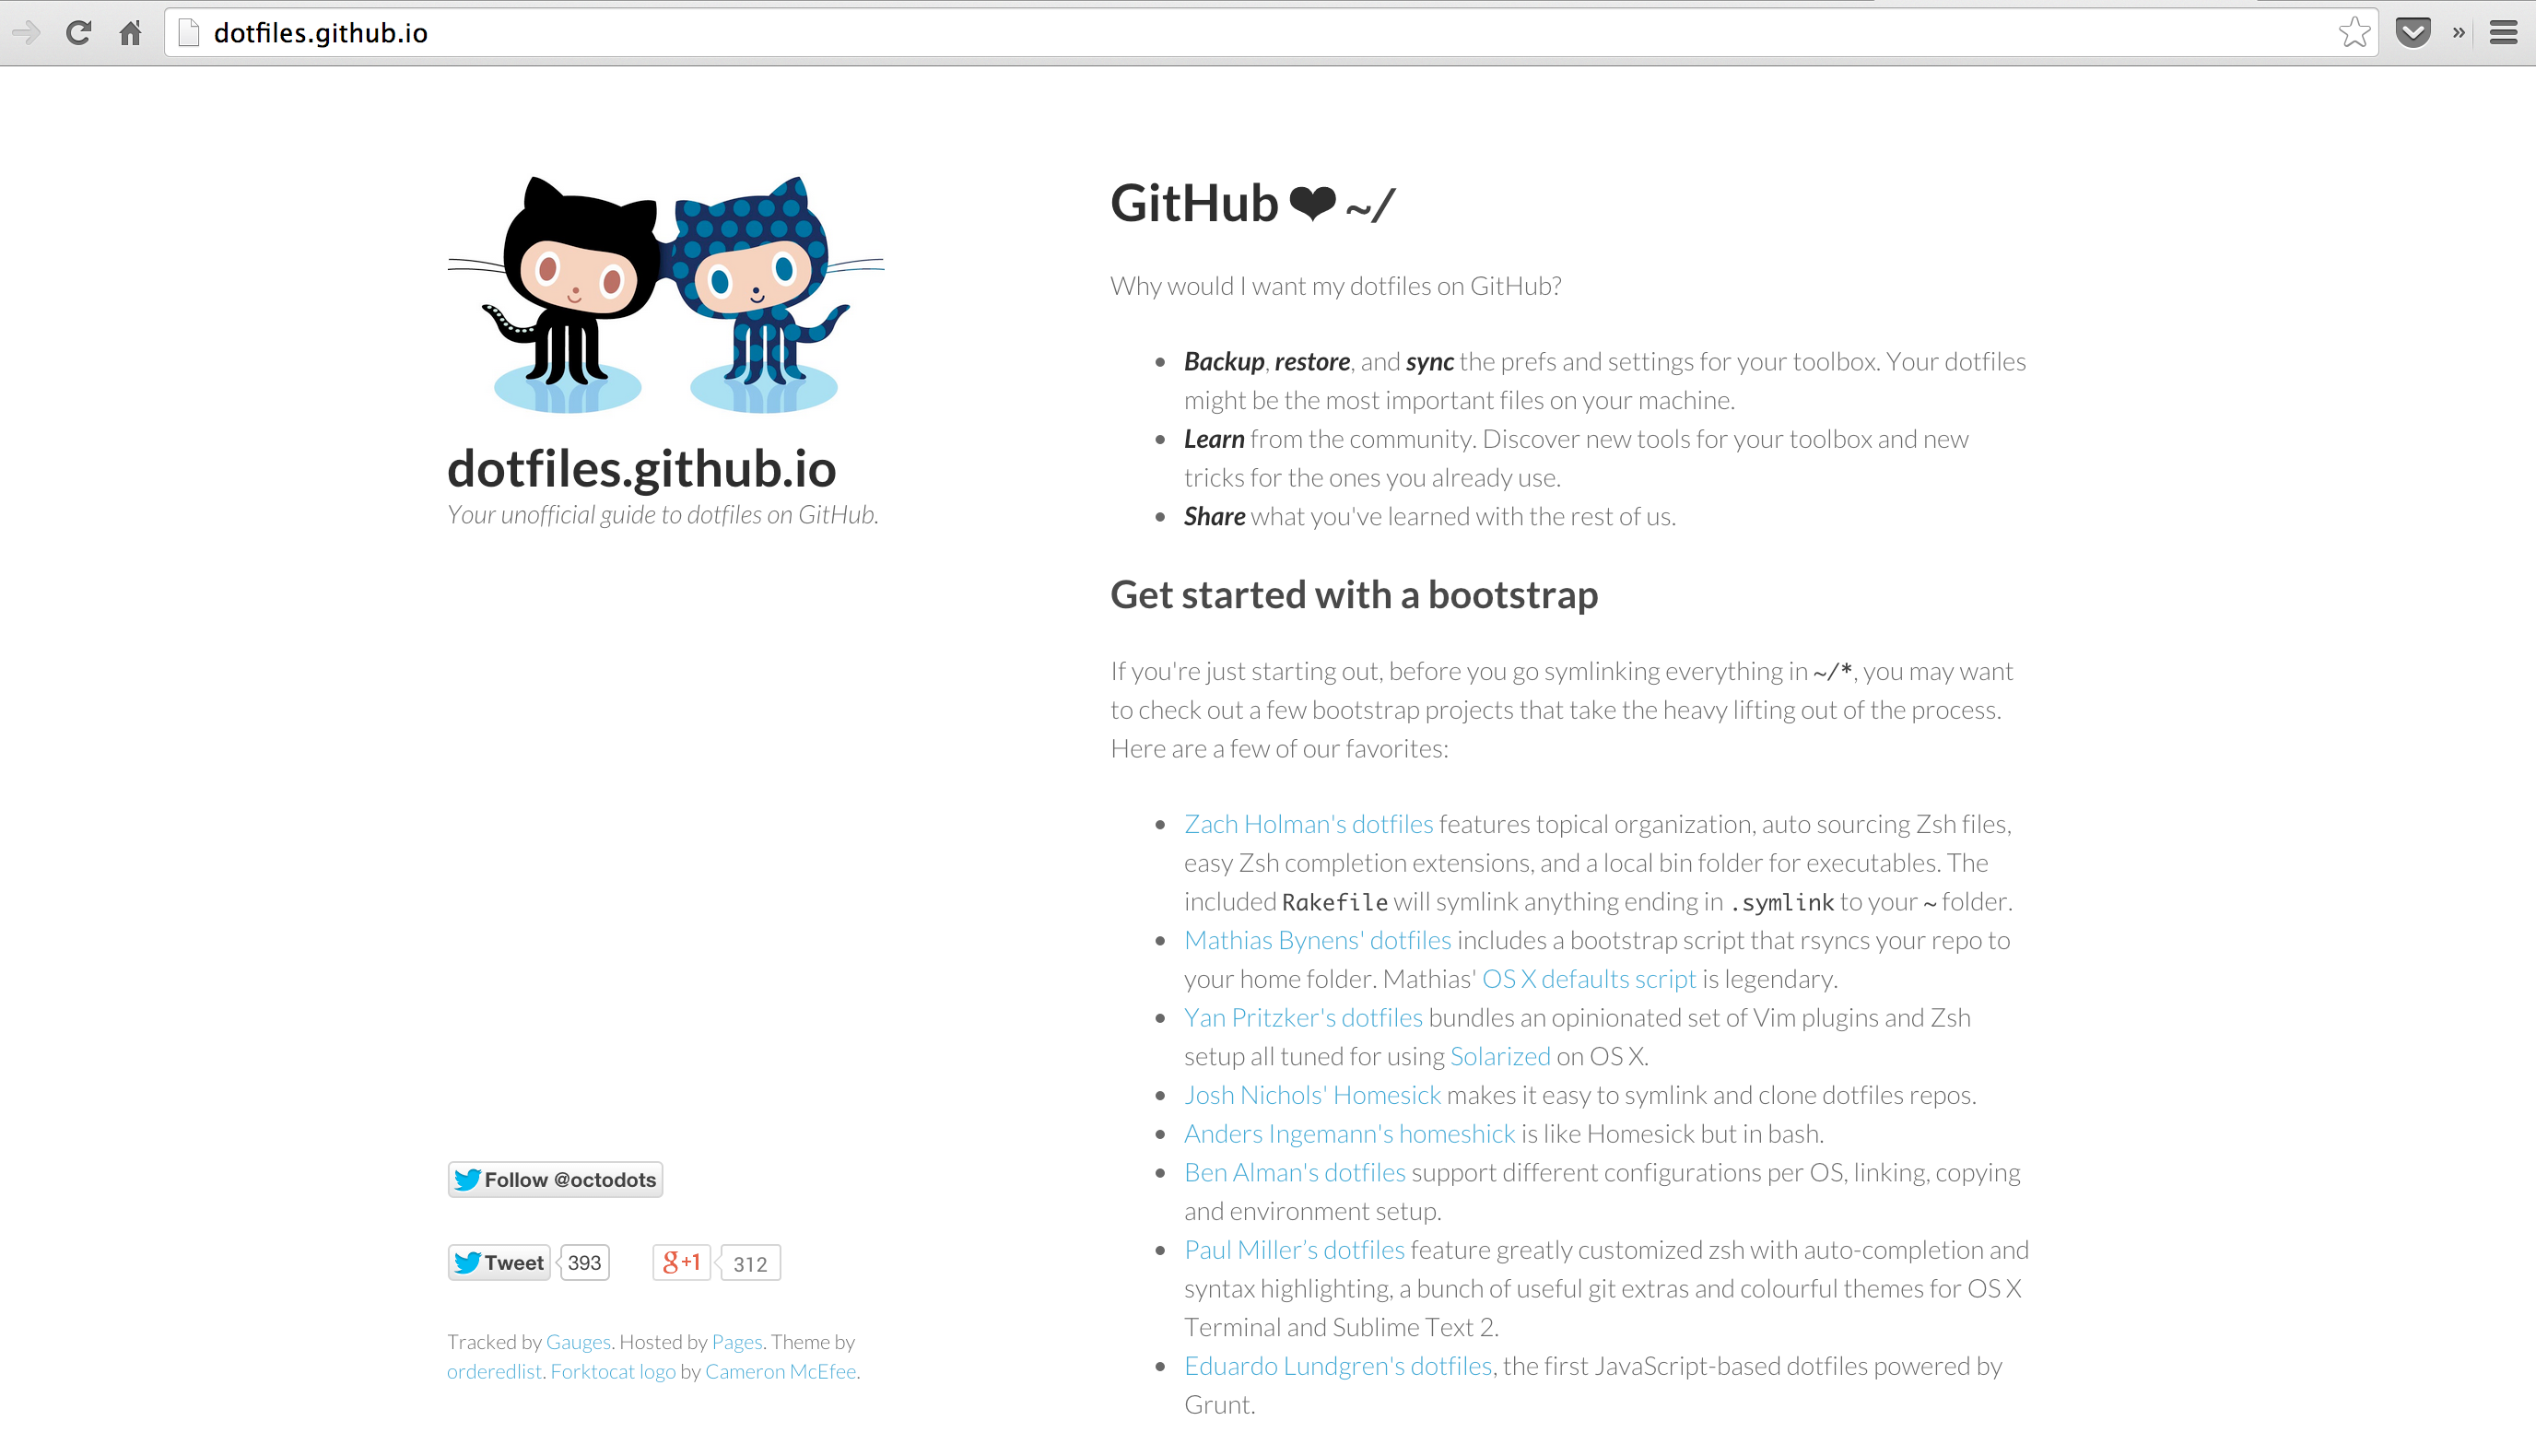 dotfiles.github.io
dotfiles.github.io
Your unofficial guide to dotfiles on GitHub.
Follow @octodots
Tweet 393 g+1 312
Tracked by Gauges. Hosted by Pages. Theme by
orderedlist. Forktocat logo by Cameron McEfee.
GitHub ❤ ~/
Why would I want my dotfiles on GitHub?
• Backup, restore, and sync the prefs and settings for your toolbox. Your dotfiles
might be the most important files on your machine.
• Learn from the community. Discover new tools for your toolbox and new
tricks for the ones you already use.
• Share what you've learned with the rest of us.
Get started with a bootstrap
If you're just starting out, before you go symlinking everything in ~/*, you may want
to check out a few bootstrap projects that take the heavy lifting out of the process.
Here are a few of our favorites:
• Zach Holman's dotfiles features topical organization, auto sourcing Zsh files,
easy Zsh completion extensions, and a local bin folder for executables. The
included Rakefile will symlink anything ending in .symlink to your ~ folder.
• Mathias Bynens' dotfiles includes a bootstrap script that rsyncs your repo to
your home folder. Mathias' OS X defaults script is legendary.
• Yan Pritzker's dotfiles bundles an opinionated set of Vim plugins and Zsh
setup all tuned for using Solarized on OS X.
• Josh Nichols' Homesick makes it easy to symlink and clone dotfiles repos.
• Anders Ingemann's homeshick is like Homesick but in bash.
• Ben Alman's dotfiles support different configurations per OS, linking, copying
and environment setup.
• Paul Miller’s dotfiles feature greatly customized zsh with auto-completion and
syntax highlighting, a bunch of useful git extras and colourful themes for OS X
Terminal and Sublime Text 2.
• Eduardo Lundgren's dotfiles, the first JavaScript-based dotfiles powered by
Grunt.